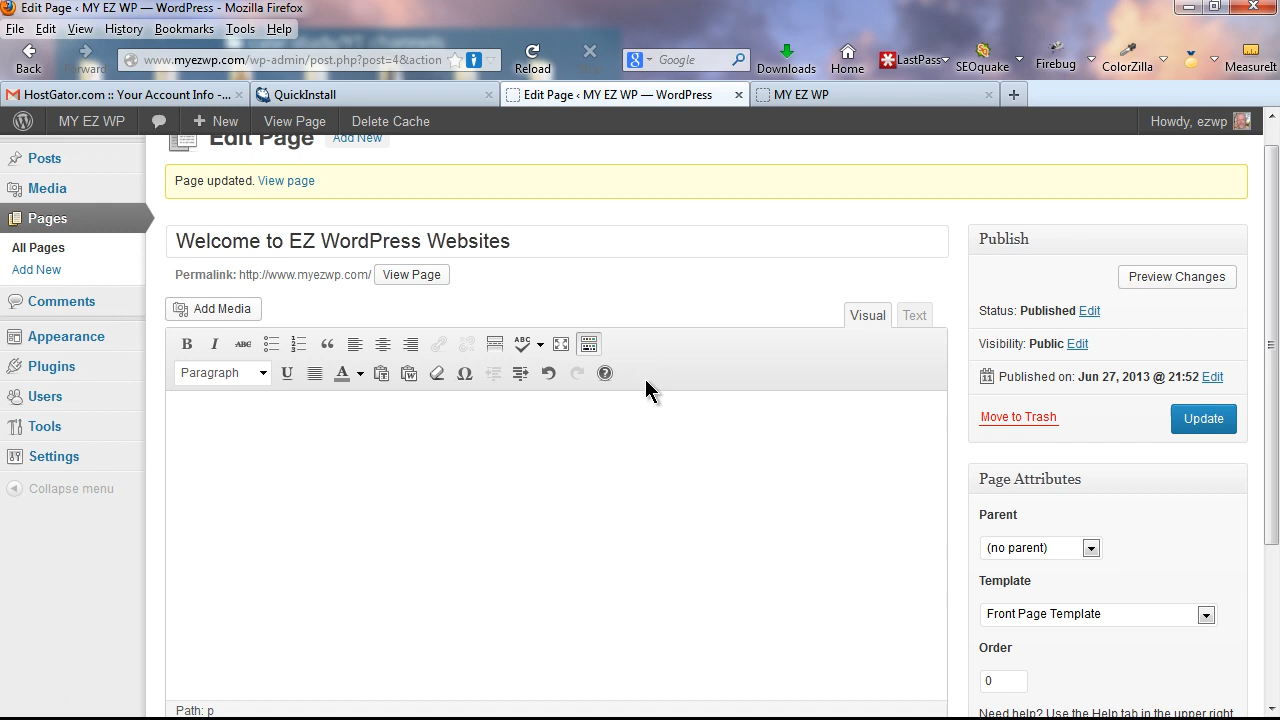 Edit Page ‹ MY EZ WP — WordPress - Mozilla Firefox
File Edit View History Bookmarks Tools Help
Back Forward www.myezwp.com/wp-admin/post.php?post=4&action Reload Google Downloads Home LastPass SEOquake Firebug ColorZilla MeasureIt
HostGator.com :: Your Account Info -... QuickInstall Edit Page ‹ MY EZ WP — WordPress MY EZ WP
MY EZ WP New View Page Delete Cache Howdy, ezwp
Edit Page Add New
Posts
Media
Pages
All Pages
Add New
Comments
Appearance
Plugins
Users
Tools
Settings
Collapse menu
Page updated. View page
Welcome to EZ WordPress Websites
Permalink: http://www.myezwp.com/ View Page
Add Media
Visual Text
B I ABC ABC
Paragraph U A
Path: p
Publish
Preview Changes
Status: Published Edit
Visibility: Public Edit
Published on: Jun 27, 2013 @ 21:52 Edit
Move to Trash Update
Page Attributes
Parent
(no parent)
Template
Front Page Template
Order
0
Need help? Use the Help tab in the upper right